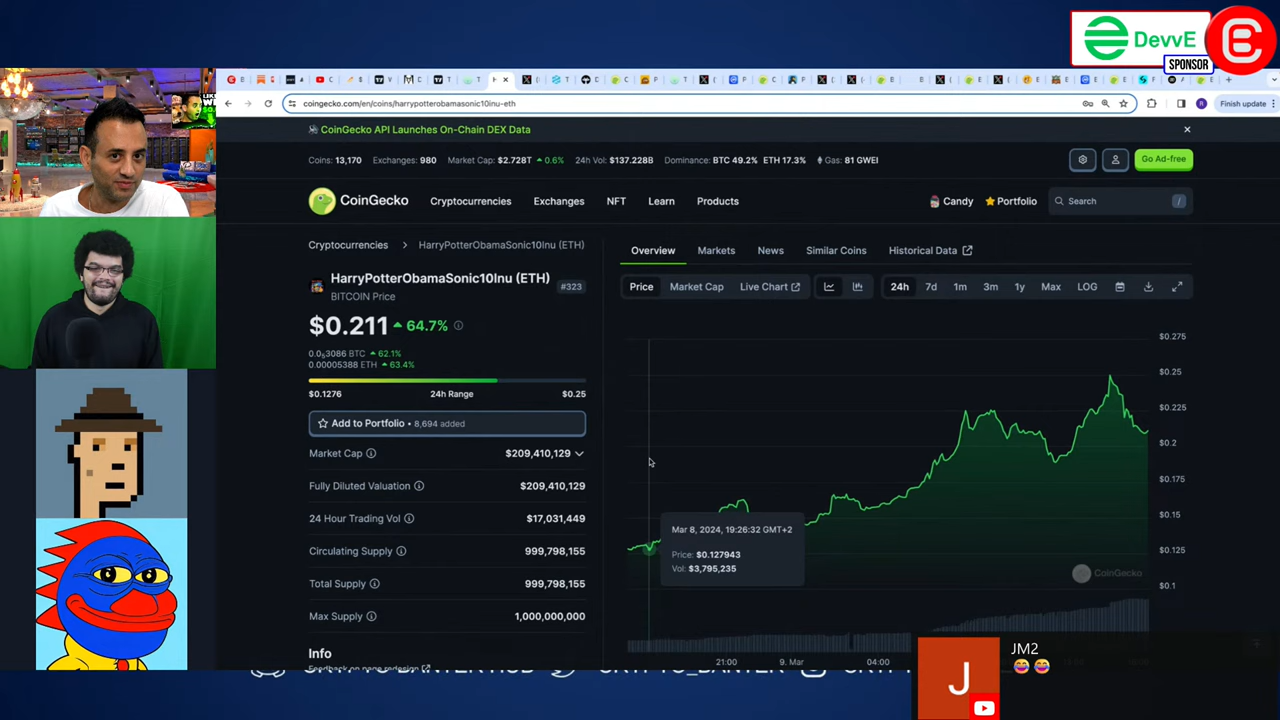 DevvE
SPONSOR
coingecko.com/en/coins/harrypotterobamasonic10inu-eth
Finish update
CoinGecko API Launches On-Chain DEX Data
Coins: 13,170 Exchanges: 980 Market Cap: $2.728T 0.6% 24h Vol: $137.228B Dominance: BTC 49.2% ETH 17.3% Gas: 81 GWEI
Go Ad-free
CoinGecko Cryptocurrencies Exchanges NFT Learn Products Candy Portfolio Search /
Cryptocurrencies HarryPotterObamaSonic10Inu (ETH)
HarryPotterObamaSonic10Inu (ETH) #323
BITCOIN Price
$0.211 64.7%
0.0₅3086 BTC 62.1%
0.00005388 ETH 63.4%
$0.1276 24h Range $0.25
Add to Portfolio • 8,694 added
Market Cap $209,410,129
Fully Diluted Valuation $209,410,129
24 Hour Trading Vol $17,031,449
Circulating Supply 999,798,155
Total Supply 999,798,155
Max Supply 1,000,000,000
Info
Overview Markets News Similar Coins Historical Data
Price Market Cap Live Chart 24h 7d 1m 3m 1y Max LOG
$0.275
$0.25
$0.225
$0.2
$0.175
$0.15
$0.125
$0.1
Mar 8, 2024, 19:26:32 GMT+2
Price: $0.127943
Vol: $3,795,235
CoinGecko
21:00 9. Mar 04:00
J
JM2
😂😂